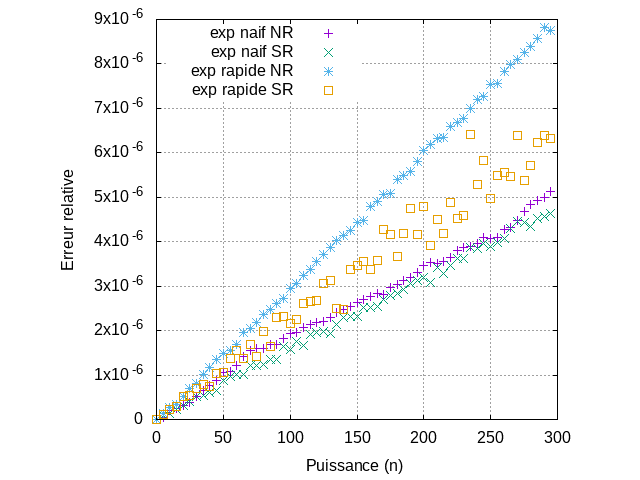 9x10-6
8x10-6
7x10-6
6x10-6
5x10-6
4x10-6
3x10-6
2x10-6
1x10-6
0
Erreur relative
exp naif NR
exp naif SR
exp rapide NR
exp rapide SR
0 50 100 150 200 250 300
Puissance (n)